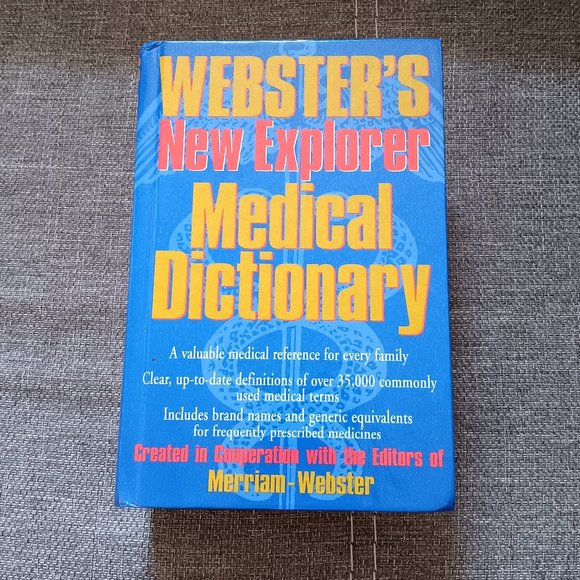 WEBSTER'S
New Explorer
Medical
Dictionary
A valuable medical reference for every family
Clear, up-to-date definitions of over 35,000 commonly
used medical terms
Includes brand names and generic equivalents
for frequently prescribed medicines
Created in Cooperation with the Editors of
Merriam-Webster